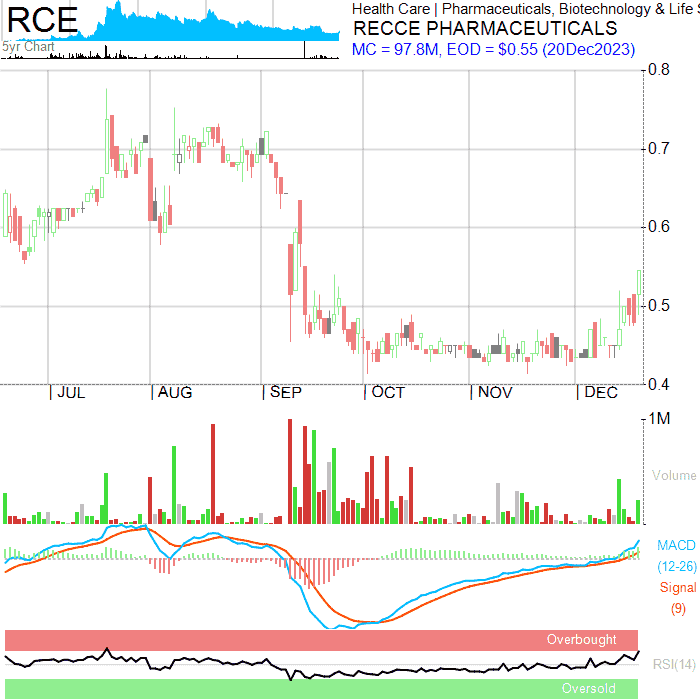 RCE
5yr Chart
Health Care | Pharmaceuticals, Biotechnology & Life S
RECCE PHARMACEUTICALS
MC = 97.8M, EOD = $0.55 (20Dec2023)
0.8
0.7
0.6
0.5
0.4
| JUL | AUG | SEP | OCT | NOV | DEC
1M
Volume
MACD
(12-26)
Signal
(9)
Overbought
RSI(14)
Oversold